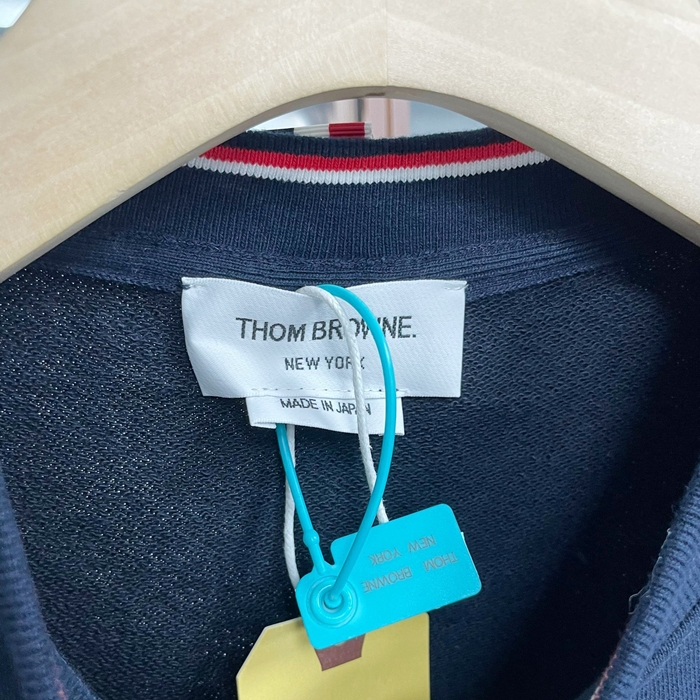 THOM BROWNE.
NEW YORK
MADE IN JAPAN
THOM BROWNE
NEW YORK